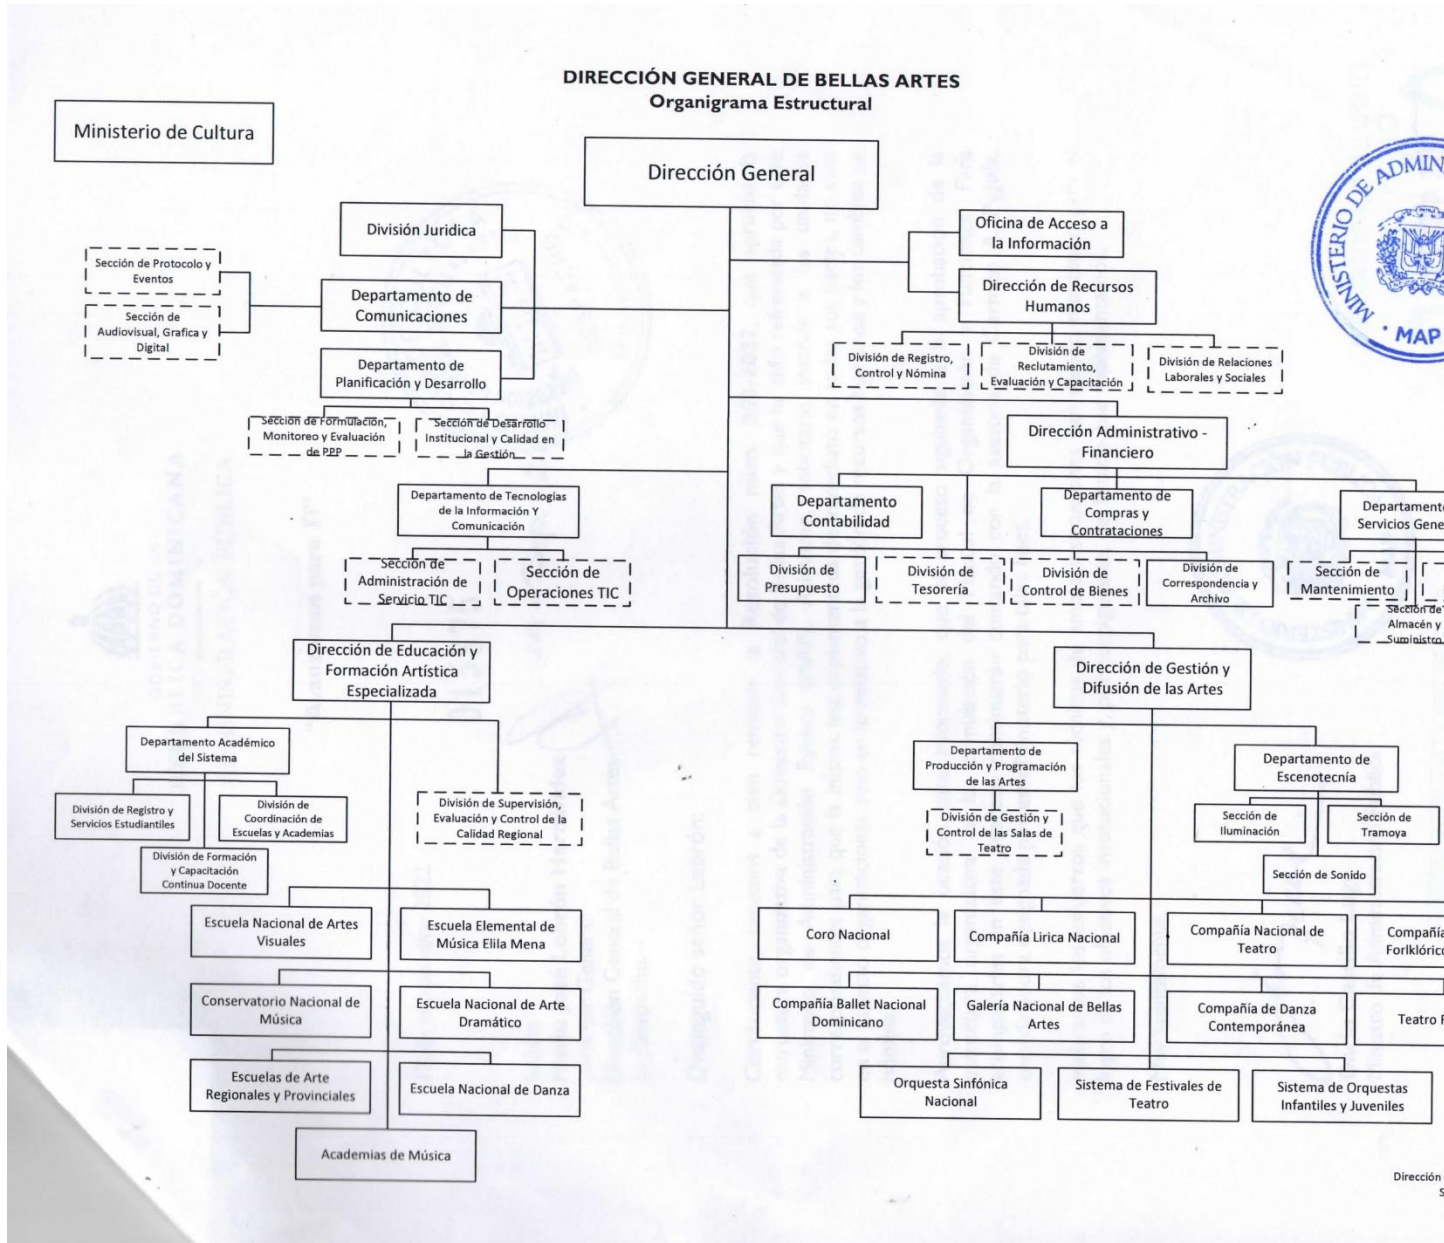 DIRECCIÓN GENERAL DE BELLAS ARTES
Organigrama Estructural
Ministerio de Cultura
Dirección General
División Juridica
Oficina de Acceso a
la Información
Sección de Protocolo y
Eventos
Departamento de
Comunicaciones
Dirección de Recursos
Humanos
Sección de
Audiovisual, Grafica y
Digital
Departamento de
Planificación y Desarrollo
División de Registro,
Control y Nómina
División de
Reclutamiento,
Evaluación y Capacitación
División de Relaciones
Laborales y Sociales
MINISTERIO DE ADMIN
MAP
Sección de Formulación,
Monitoreo y Evaluación
de PPP
Sección de Desarrollo
Institucional y Calidad en
la Gestión
Dirección Administrativo -
Financiero
Departamento de Tecnologías
de la Información Y
Comunicación
Departamento
Contabilidad
Departamento de
Compras y
Contrataciones
Departamento
Servicios Gene
Sección de
Administración de
Servicio TIC
Sección de
Operaciones TIC
División de
Presupuesto
División de
Tesorería
División de
Control de Bienes
División de
Correspondencia y
Archivo
Sección de
Mantenimiento
Sección de
Almacén y
Suministro
Dirección de Educación y
Formación Artística
Especializada
Dirección de Gestión y
Difusión de las Artes
Departamento Académico
del Sistema
Departamento de
Producción y Programación
de las Artes
Departamento de
Escenotecnía
División de Registro y
Servicios Estudiantiles
División de
Coordinación de
Escuelas y Academias
División de Supervisión,
Evaluación y Control de la
Calidad Regional
División de Gestión y
Control de las Salas de
Teatro
Sección de
Iluminación
Sección de
Tramoya
División de Formación
y Capacitación
Continua Docente
Sección de Sonido
Escuela Nacional de Artes
Visuales
Escuela Elemental de
Música Elila Mena
Coro Nacional
Compañía Lirica Nacional
Compañía Nacional de
Teatro
Compañía
Forlklórico
Conservatorio Nacional de
Música
Escuela Nacional de Arte
Dramático
Compañía Ballet Nacional
Dominicano
Galería Nacional de Bellas
Artes
Compañía de Danza
Contemporánea
Teatro
Escuelas de Arte
Regionales y Provinciales
Escuela Nacional de Danza
Orquesta Sinfónica
Nacional
Sistema de Festivales de
Teatro
Sistema de Orquestas
Infantiles y Juveniles
Academias de Música
Dirección